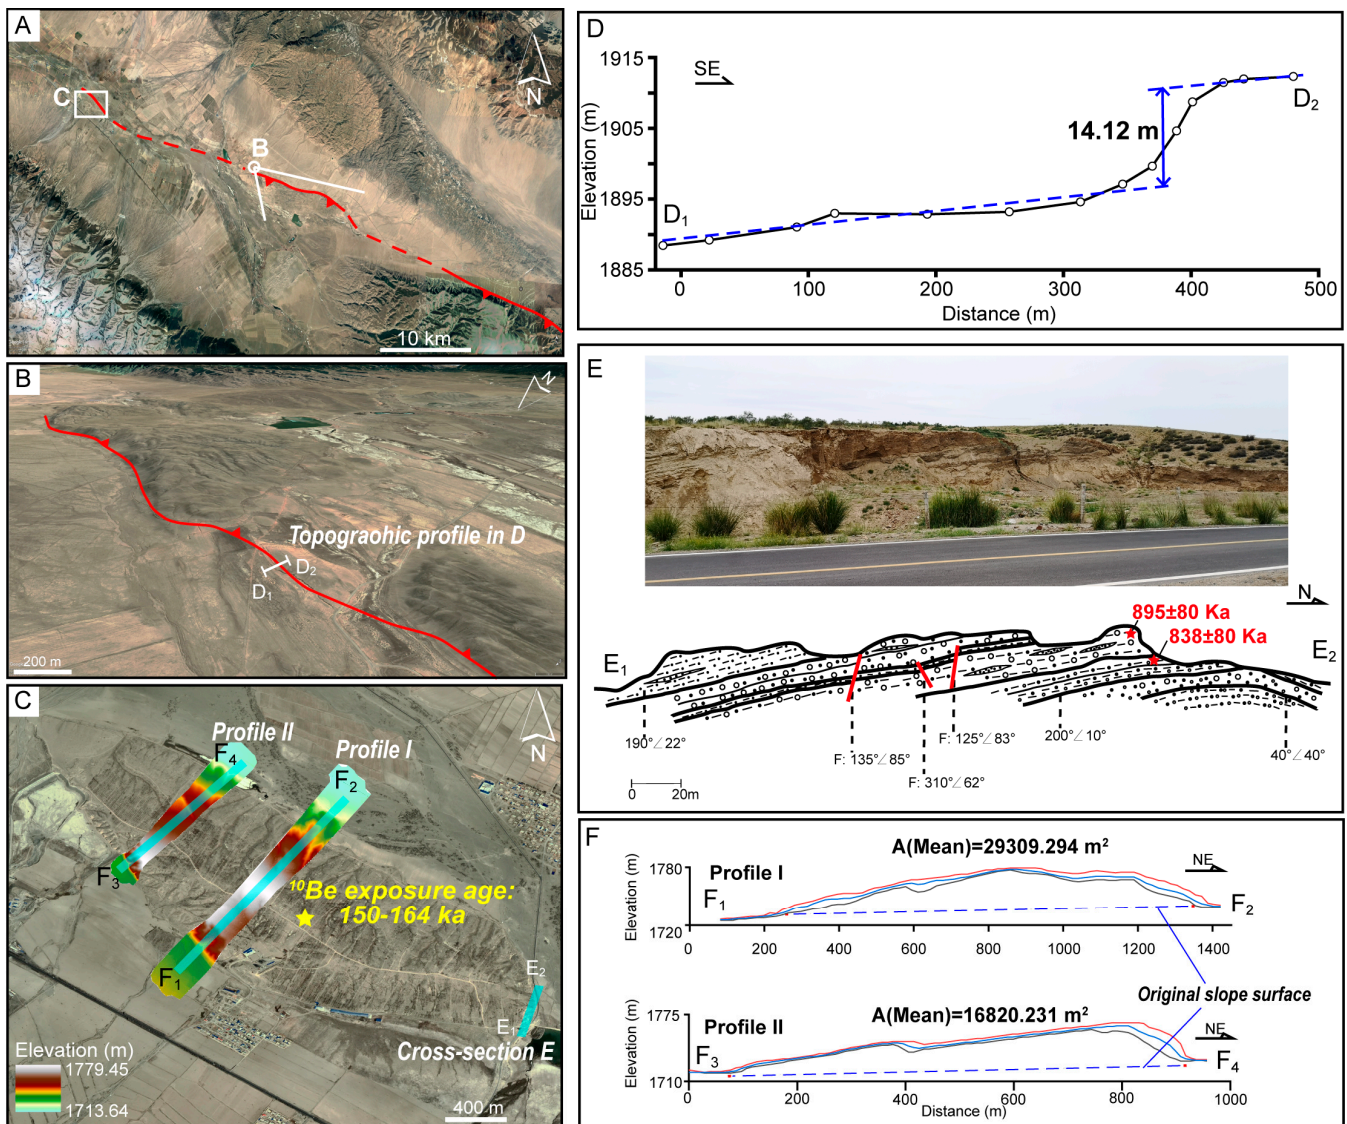 A
C
B
N
10 km
B
N
Topograohic profile in D
D₂
D₁
200 m
C
Profile II
F₄
Profile I
F₂
N
F₃
¹⁰Be exposure age:
150-164 ka
F₁
E₂
E₁
Cross-section E
Elevation (m)
1779.45
1713.64
400 m
D
1915
SE
D₂
1905
14.12 m
Elevation (m)
1895
D₁
1885
0 100 200 300 400 500
Distance (m)
E
N
895±80 Ka
838±80 Ka
E₁
E₂
190°∠22°
F: 135°∠85°
F: 310°∠62°
F: 125°∠83°
200°∠10°
40°∠40°
0 20m
F
A(Mean)=29309.294 m²
Elevation (m)
1780
Profile I
NE
F₁
F₂
1720
0 200 400 600 800 1000 1200 1400
Original slope surface
A(Mean)=16820.231 m²
Elevation (m)
1775
Profile II
NE
F₃
F₄
1710
0 200 400 600 800 1000
Distance (m)